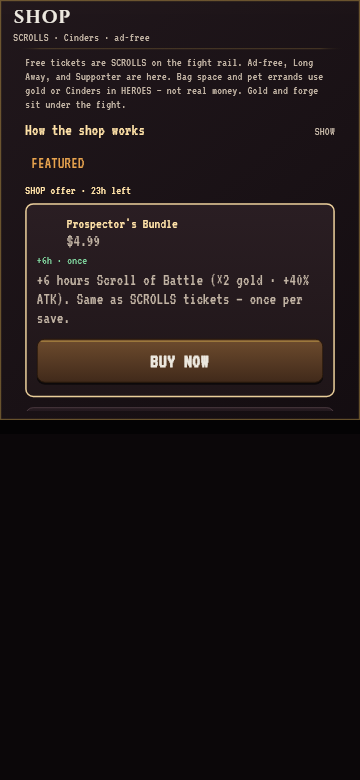 SHOP
SCROLLS · Cinders · ad-free
Free tickets are SCROLLS on the fight rail. Ad-free, Long
Away, and Supporter are here. Bag space and pet errands use
gold or Cinders in HEROES — not real money. Gold and forge
sit under the fight.
How the shop works
SHOW
FEATURED
SHOP offer · 23h left
Prospector's Bundle
$4.99
+6h · once
+6 hours Scroll of Battle (×2 gold · +40%
ATK). Same as SCROLLS tickets — once per
save.
BUY NOW